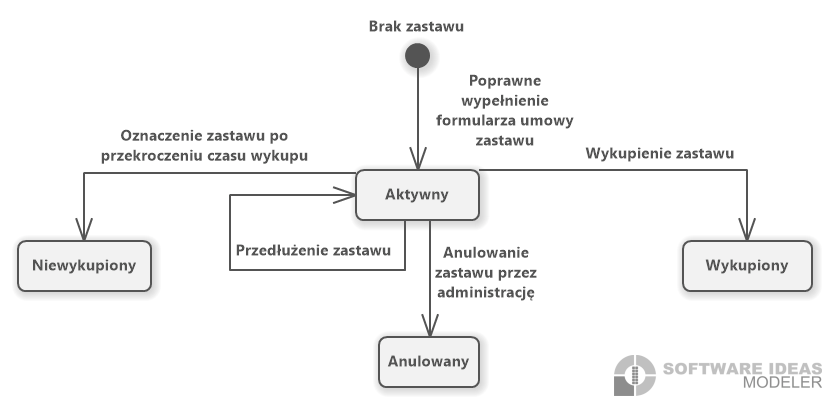 Brak zastawu
Poprawne
wypełnienie
formularza umowy
zastawu
Oznaczenie zastawu po
przekroczeniu czasu wykupu
Wykupienie zastawu
Aktywny
Przedłużenie zastawu
Anulowanie
zastawu przez
administrację
Niewykupiony
Wykupiony
Anulowany
SOFTWARE IDEAS
MODELER